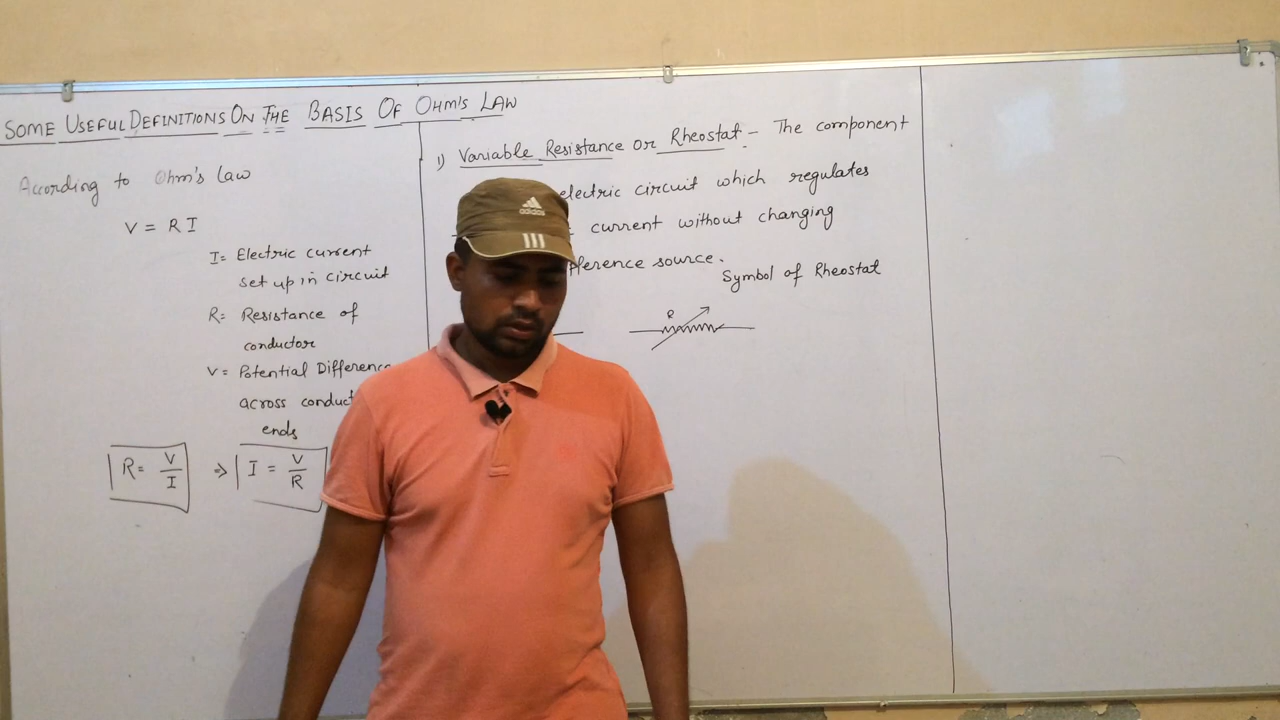 SOME USEFUL DEFINITIONS ON THE BASIS OF OHM'S LAW
According to Ohm's Law
V = R I
I = Electric current
set up in circuit
R = Resistance of
conductor
V = Potential Difference
across
ends
R = V/I ⇒ I = V/R
1) Variable Resistance or Rheostat - The component
electric circuit which regulates
current without changing
source.
Symbol of Rheostat
R
adidas